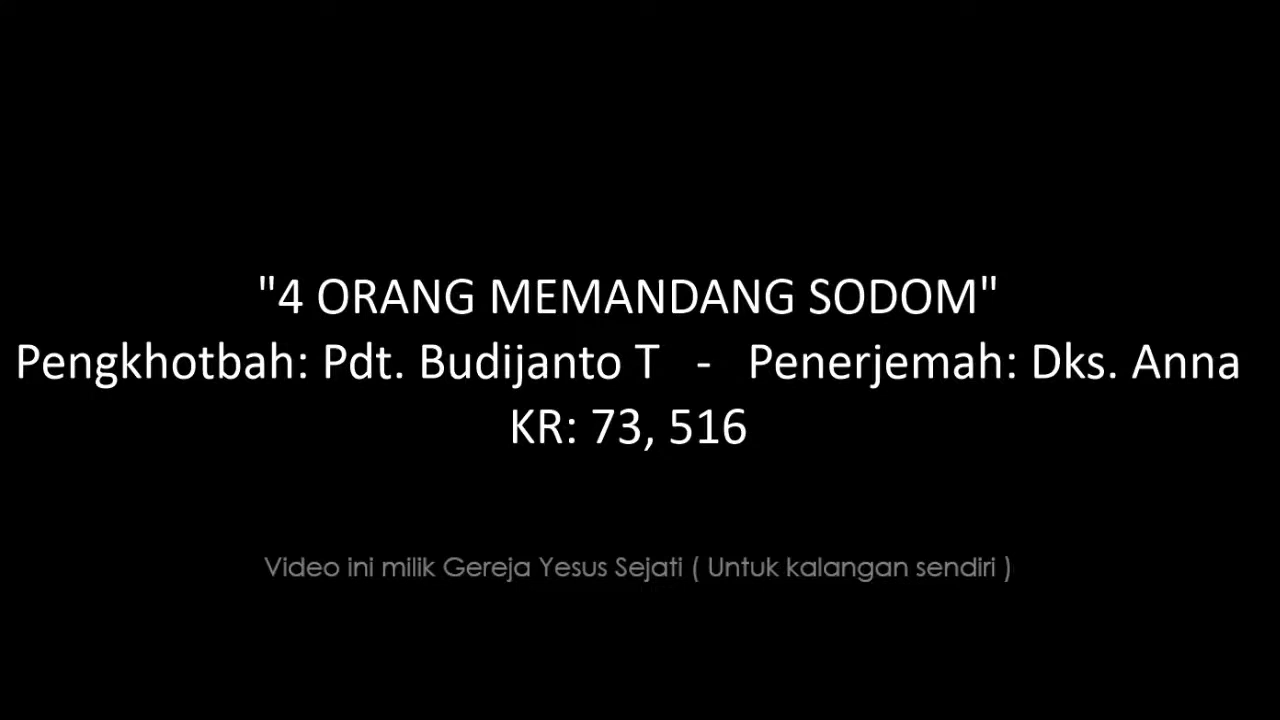 "4 ORANG MEMANDANG SODOM"
Pengkhotbah: Pdt. Budijanto T - Penerjemah: Dks. Anna
KR: 73, 516
Video ini milik Gereja Yesus Sejati ( Untuk kalangan sendiri )